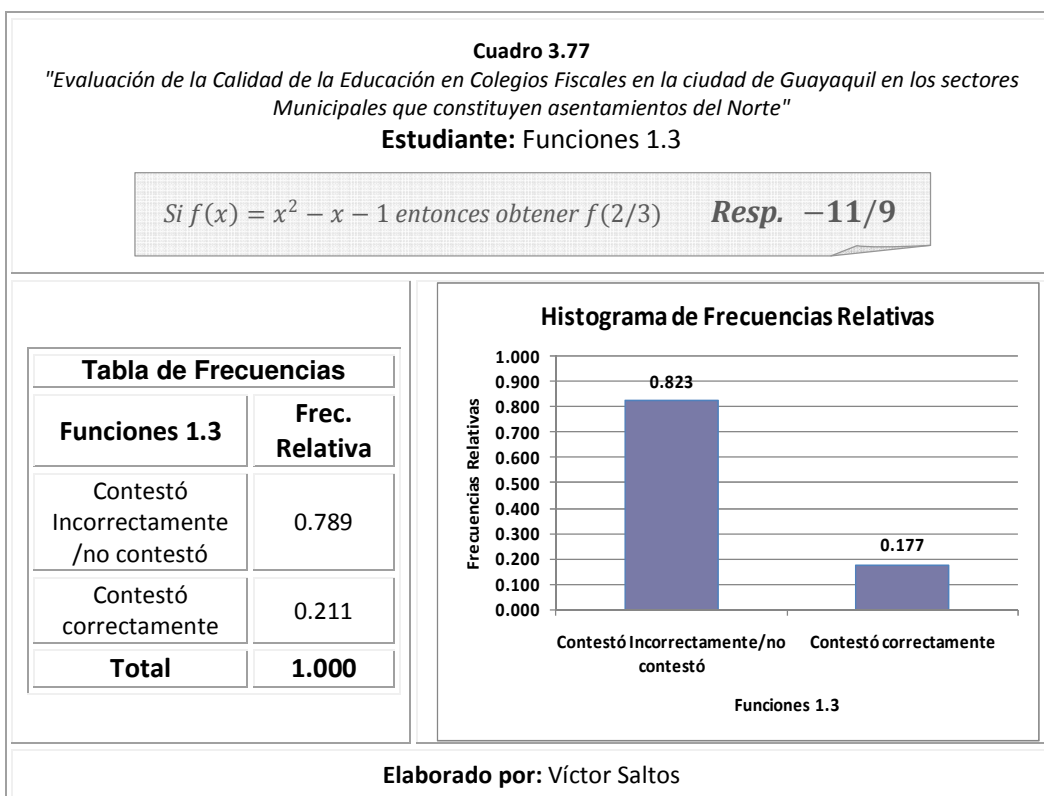 Cuadro 3.77
"Evaluación de la Calidad de la Educación en Colegios Fiscales en la ciudad de Guayaquil en los sectores
Municipales que constituyen asentamientos del Norte"
Estudiante: Funciones 1.3
Si f(x) = x² − x − 1 entonces obtener f(2/3) Resp. −11/9
Tabla de Frecuencias
Funciones 1.3
Frec.
Relativa
Contestó
Incorrectamente
/no contestó
0.789
Contestó
correctamente
0.211
Total
1.000
Histograma de Frecuencias Relativas
Frecuencias Relativas
1.000
0.900
0.800
0.700
0.600
0.500
0.400
0.300
0.200
0.100
0.000
0.823
0.177
Contestó Incorrectamente/no
contestó
Contestó correctamente
Funciones 1.3
Elaborado por: Víctor Saltos